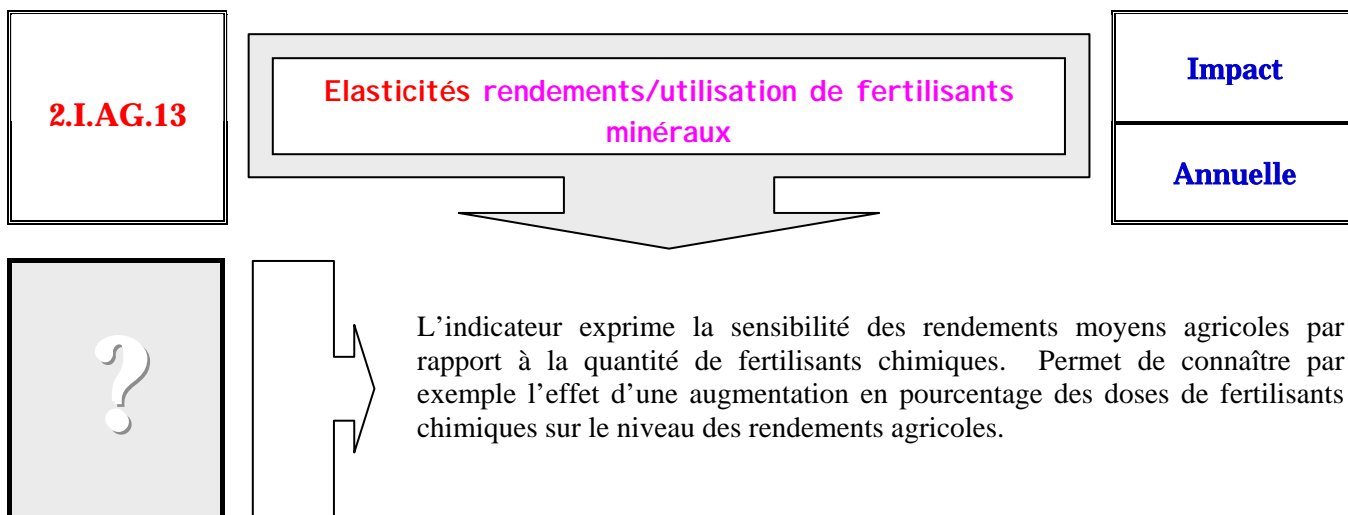 2.I.AG.13
Elasticités rendements/utilisation de fertilisants
minéraux
Impact
Annuelle
?
L’indicateur exprime la sensibilité des rendements moyens agricoles par
rapport à la quantité de fertilisants chimiques. Permet de connaître par
exemple l’effet d’une augmentation en pourcentage des doses de fertilisants
chimiques sur le niveau des rendements agricoles.